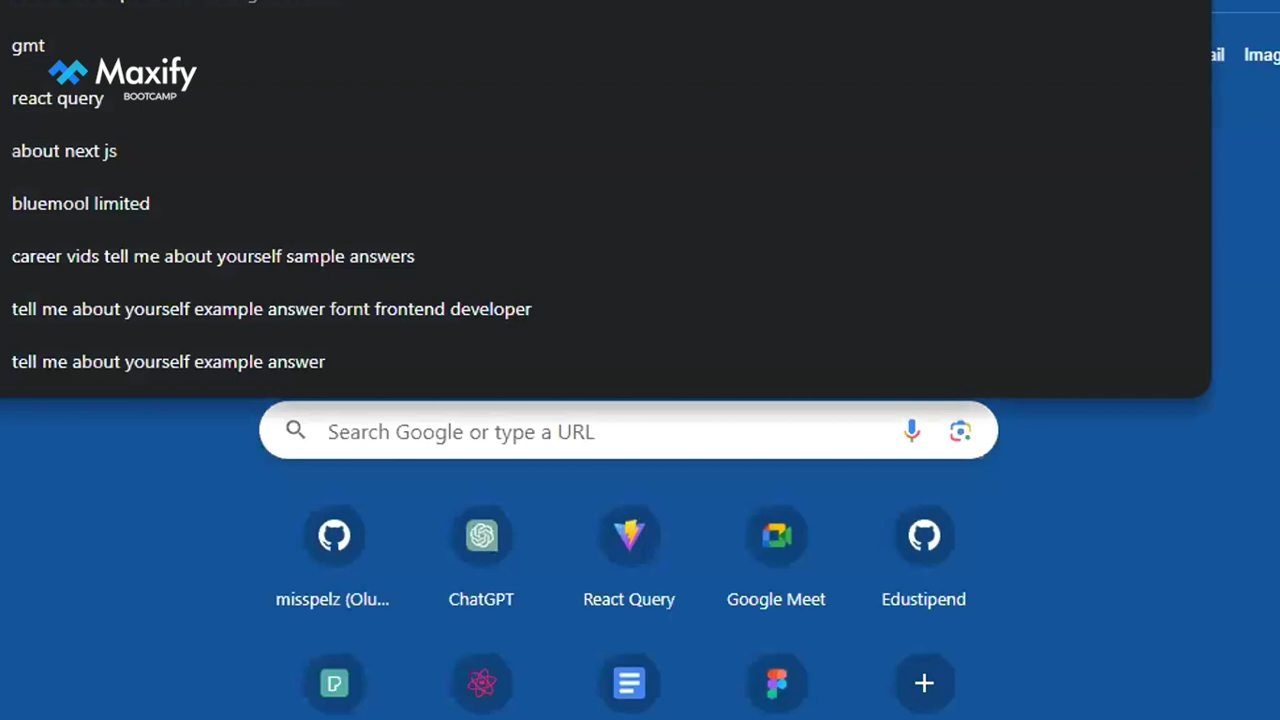 gmt
Maxify
BOOTCAMP
react query
about next js
bluemool limited
career vids tell me about yourself sample answers
tell me about yourself example answer fornt frontend developer
tell me about yourself example answer
Search Google or type a URL
misspelz (Olu...
ChatGPT
React Query
Google Meet
Edustipend